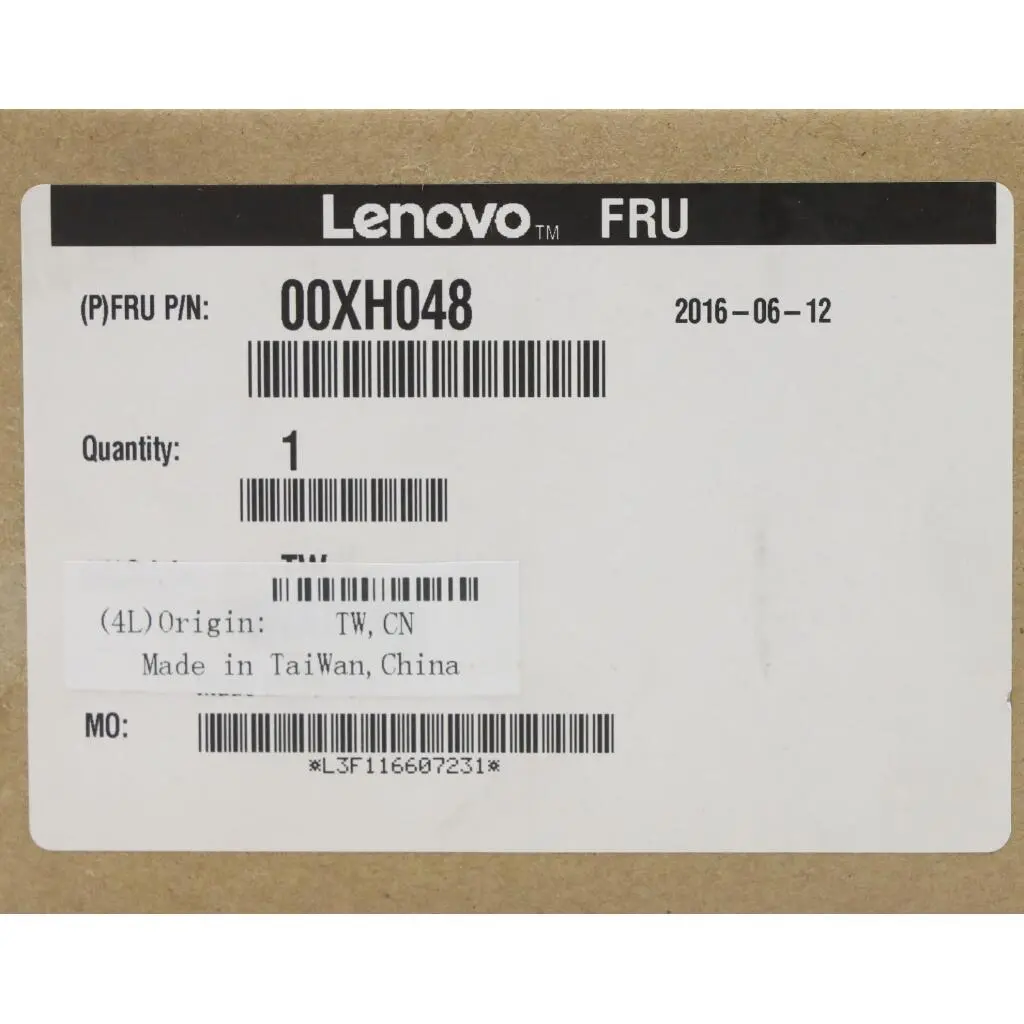 Lenovo™ FRU
(P)FRU P/N: 00XH048 2016-06-12
Quantity: 1
TW
(4L)Origin: TW,CN
Made in TaiWan,China
MO:
*L3F116607231*